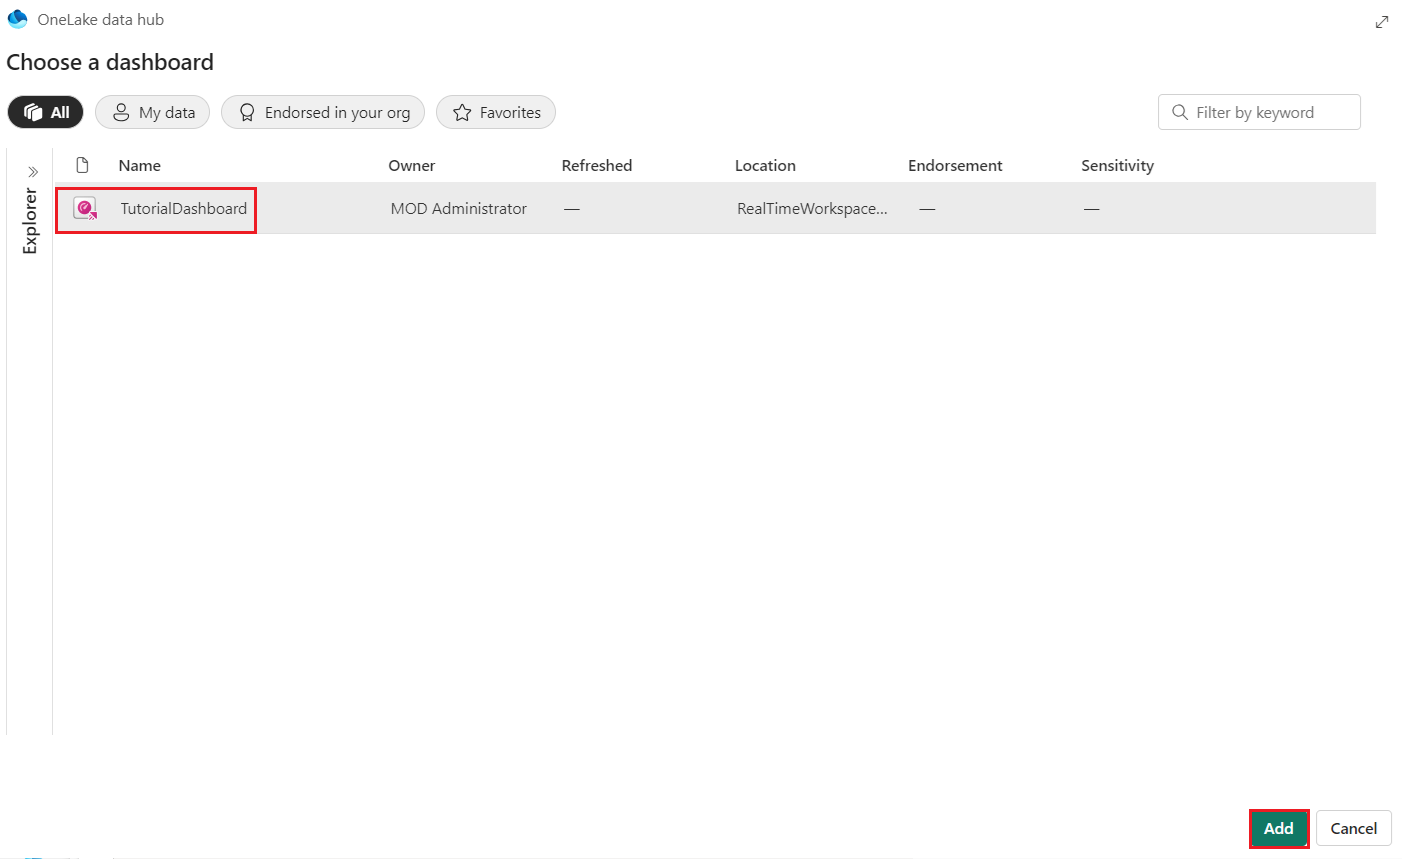 OneLake data hub
Choose a dashboard
All My data Endorsed in your org Favorites Filter by keyword
Name Owner Refreshed Location Endorsement Sensitivity
TutorialDashboard MOD Administrator — RealTimeWorkspace... — —
Explorer
Add Cancel